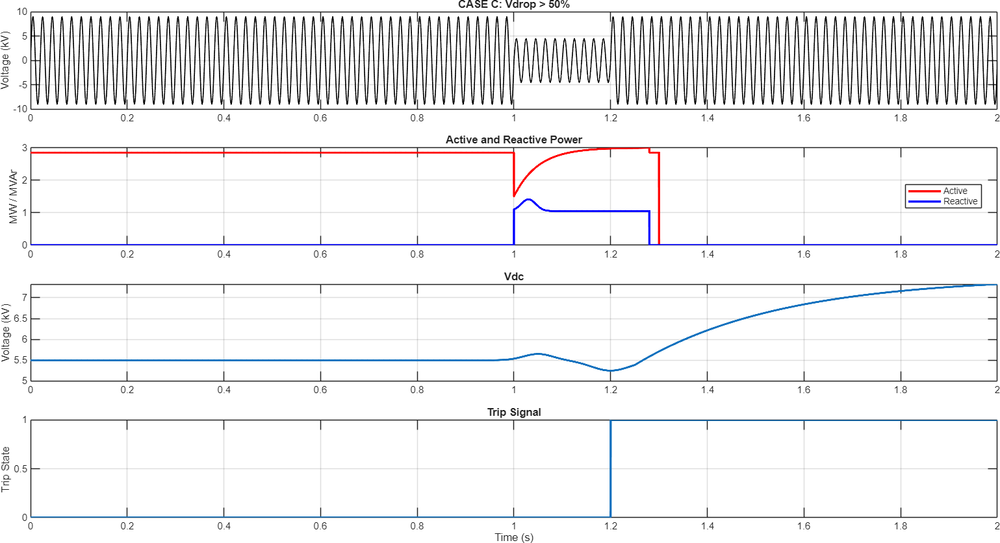 CASE C: Vdrop > 50%
10
5
0
-5
-10
Voltage (kV)
0 0.2 0.4 0.6 0.8 1 1.2 1.4 1.6 1.8 2
Active and Reactive Power
3
2
1
0
MW / MVAr
Active
Reactive
0 0.2 0.4 0.6 0.8 1 1.2 1.4 1.6 1.8 2
Vdc
7
6.5
6
5.5
5
Voltage (kV)
0 0.2 0.4 0.6 0.8 1 1.2 1.4 1.6 1.8 2
Trip Signal
1
0.5
0
Trip State
0 0.2 0.4 0.6 0.8 1 1.2 1.4 1.6 1.8 2
Time (s)